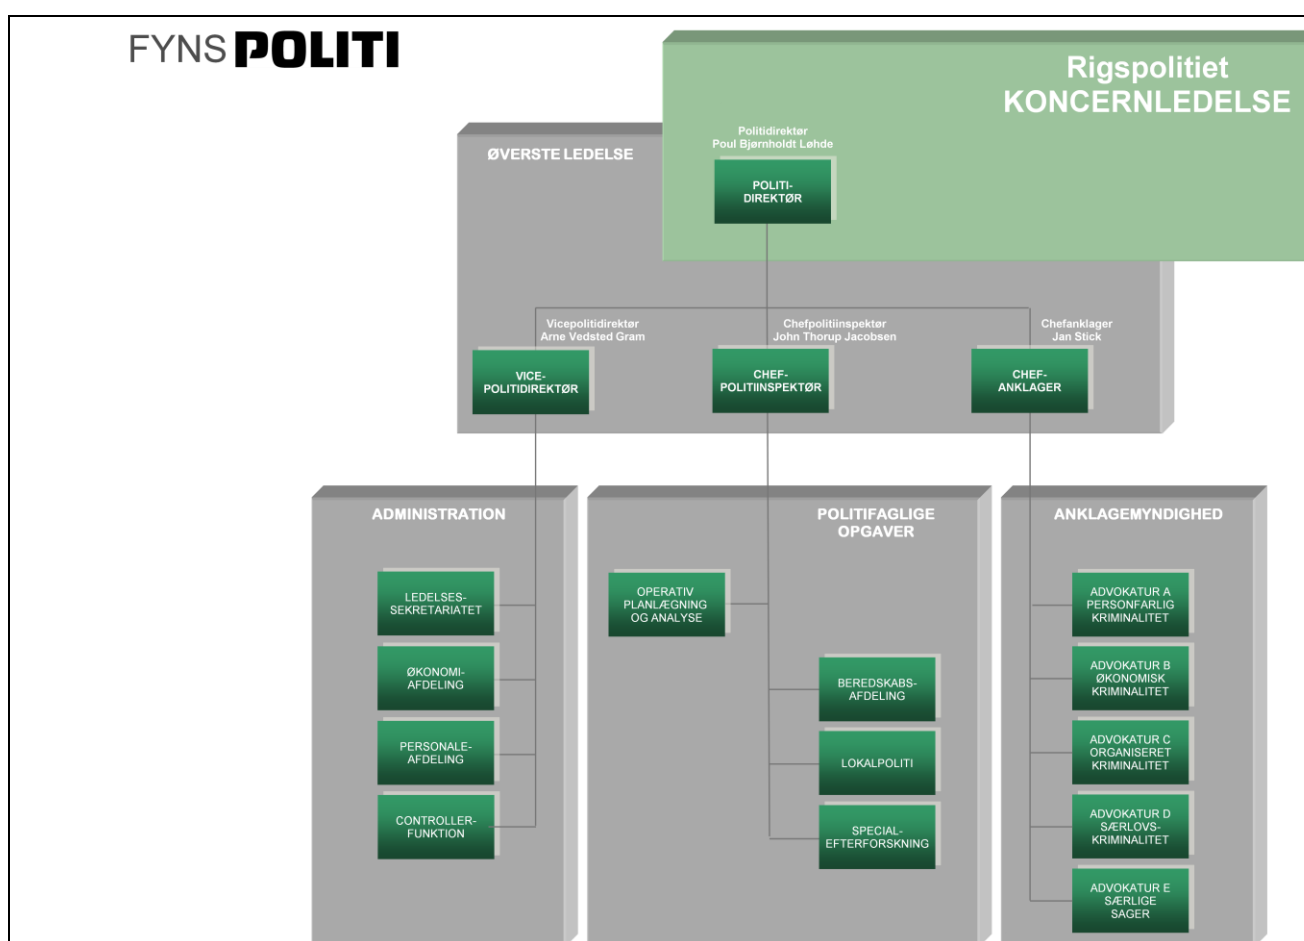 FYNS POLITI
Rigspolitiet
KONCERNLEDELSE
ØVERSTE LEDELSE
Politidirektør
Poul Bjørnholdt Løhde
POLITI-
DIREKTØR
Vicepolitidirektør
Arne Vedsted Gram
VICE-
POLITIDIREKTØR
Chefpolitiinspektør
John Thorup Jacobsen
CHEF-
POLITIINSPEKTØR
Chefanklager
Jan Stick
CHEF-
ANKLAGER
ADMINISTRATION
LEDELSES-
SEKRETARIATET
ØKONOMI-
AFDELING
PERSONALE-
AFDELING
CONTROLLER-
FUNKTION
POLITIFAGLIGE
OPGAVER
OPERATIV
PLANLÆGNING
OG ANALYSE
BEREDSKABS-
AFDELING
LOKALPOLITI
SPECIAL-
EFTERFORSKNING
ANKLAGEMYNDIGHED
ADVOKATUR A
PERSONFARLIG
KRIMINALITET
ADVOKATUR B
ØKONOMISK
KRIMINALITET
ADVOKATUR C
ORGANISERET
KRIMINALITET
ADVOKATUR D
SÆRLOVS-
KRIMINALITET
ADVOKATUR E
SÆRLIGE
SAGER